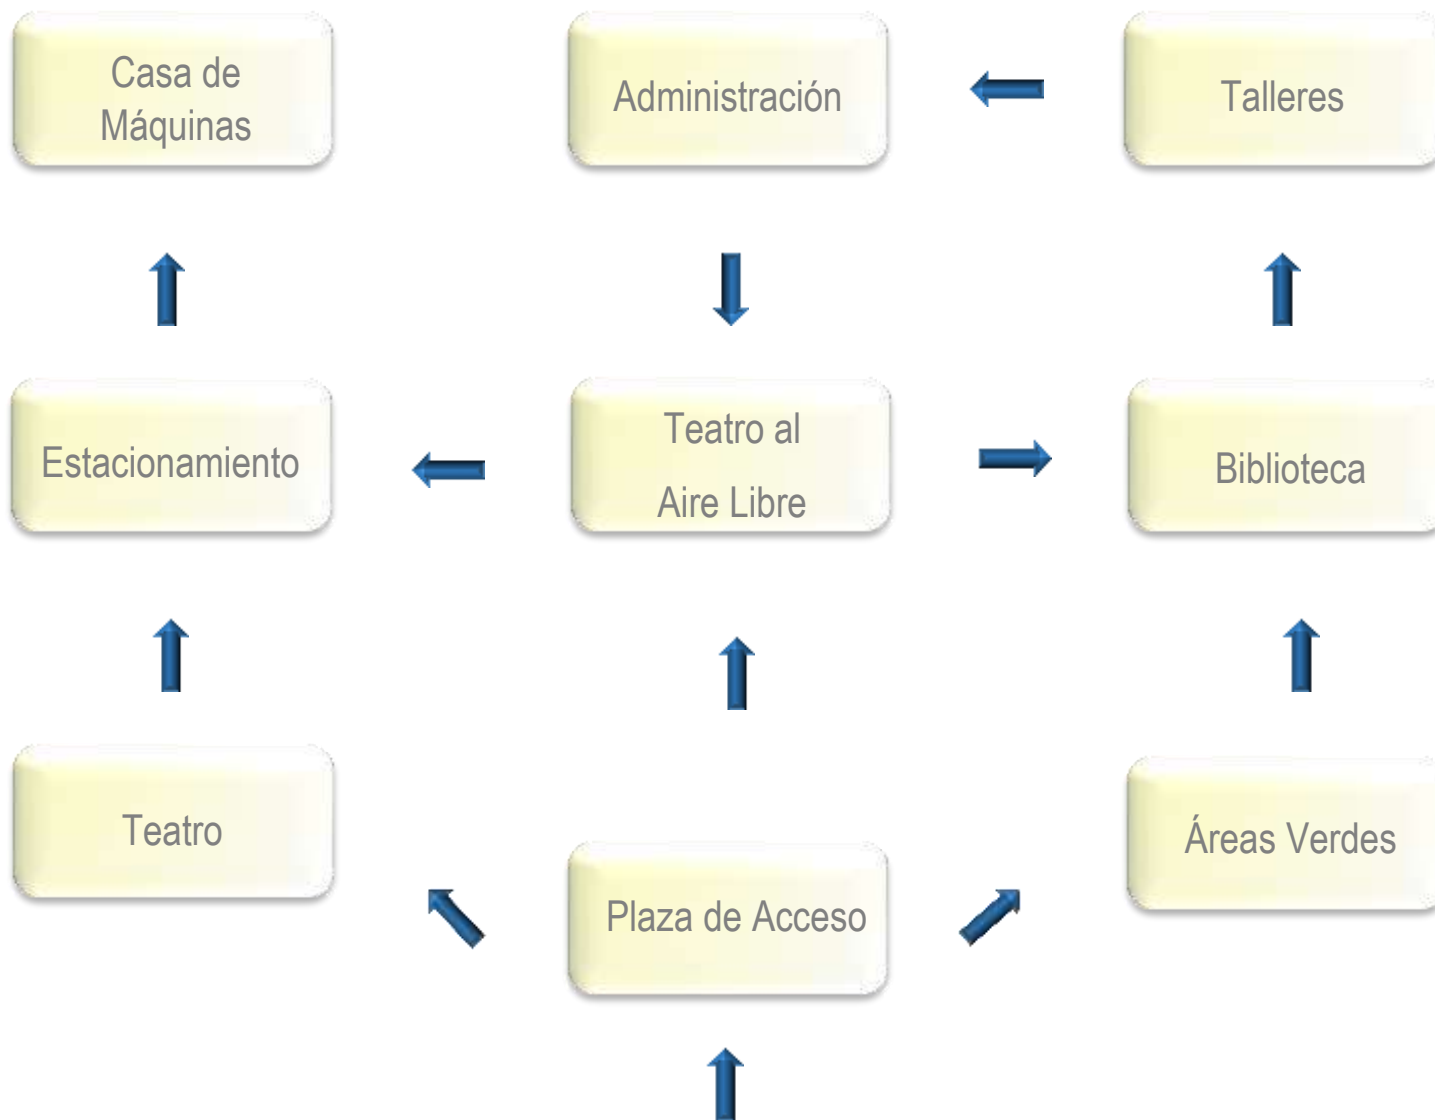 Casa de
Máquinas
Administración
Talleres
Estacionamiento
Teatro al
Aire Libre
Biblioteca
Teatro
Plaza de Acceso
Áreas Verdes